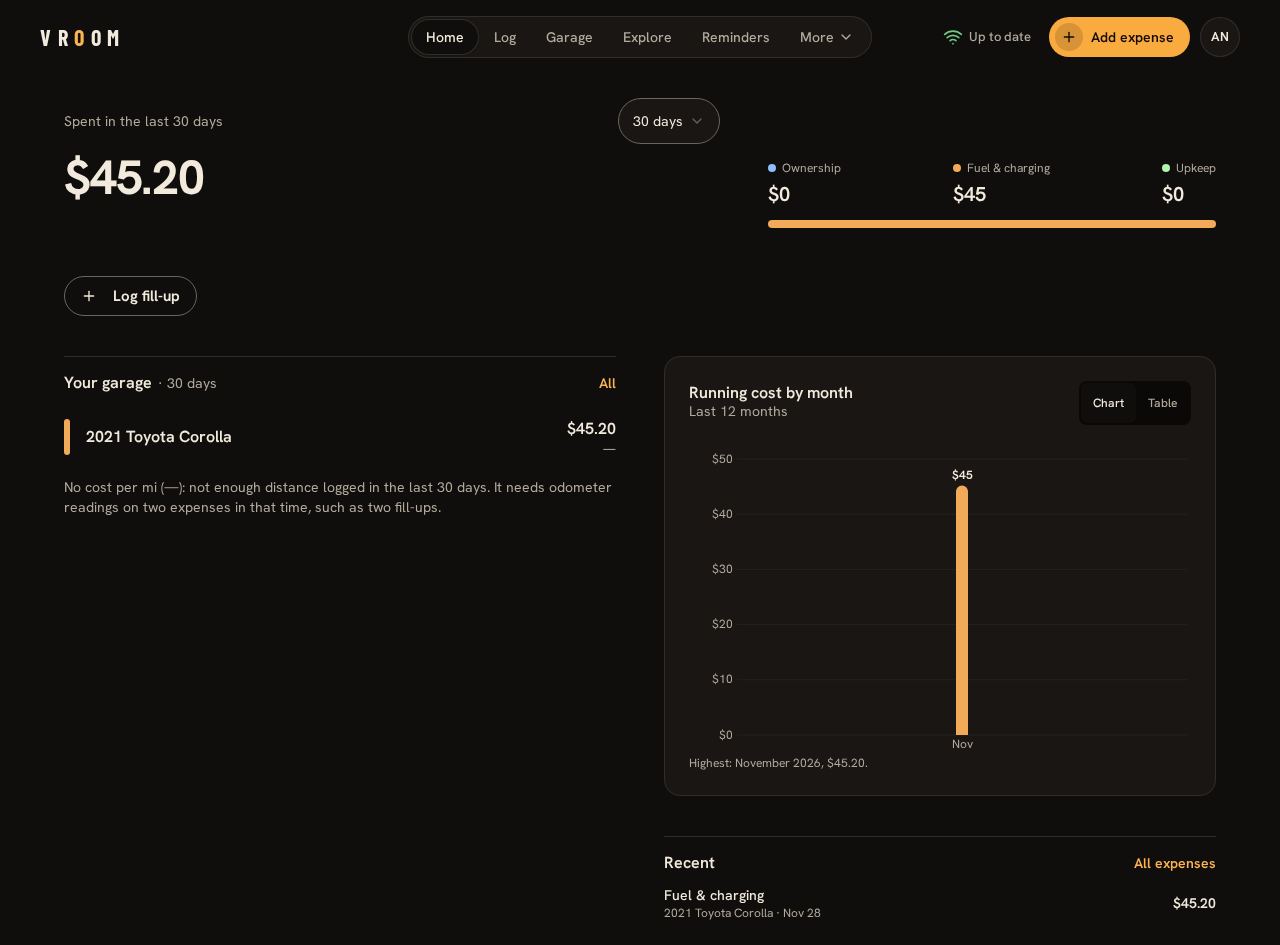 VROOM
Home
Log
Garage
Explore
Reminders
More
Up to date
Add expense
AN
Spent in the last 30 days
30 days
$45.20
Ownership
$0
Fuel & charging
$45
Upkeep
$0
Log fill-up
Your garage · 30 days
All
2021 Toyota Corolla
$45.20
—
No cost per mi (—): not enough distance logged in the last 30 days. It needs odometer
readings on two expenses in that time, such as two fill-ups.
Running cost by month
Last 12 months
Chart
Table
$50
$45
$40
$30
$20
$10
$0
Nov
Highest: November 2026, $45.20.
Recent
All expenses
Fuel & charging
2021 Toyota Corolla · Nov 28
$45.20